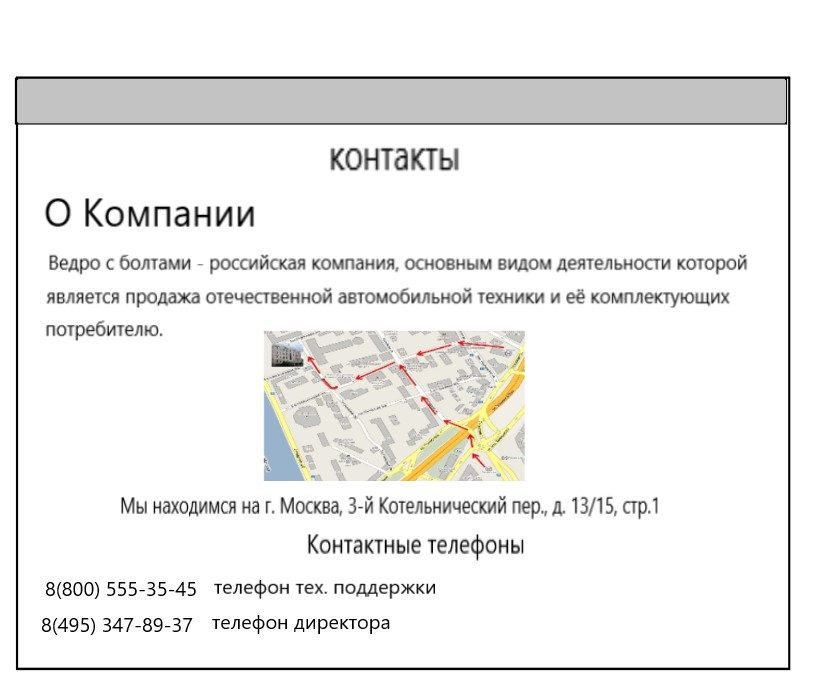 контакты
О Компании
Ведро с болтами - российская компания, основным видом деятельности которой
является продажа отечественной автомобильной техники и её комплектующих
потребителю.
Мы находимся на г. Москва, 3-й Котельнический пер., д. 13/15, стр.1
Контактные телефоны
8(800) 555-35-45 телефон тех. поддержки
8(495) 347-89-37 телефон директора